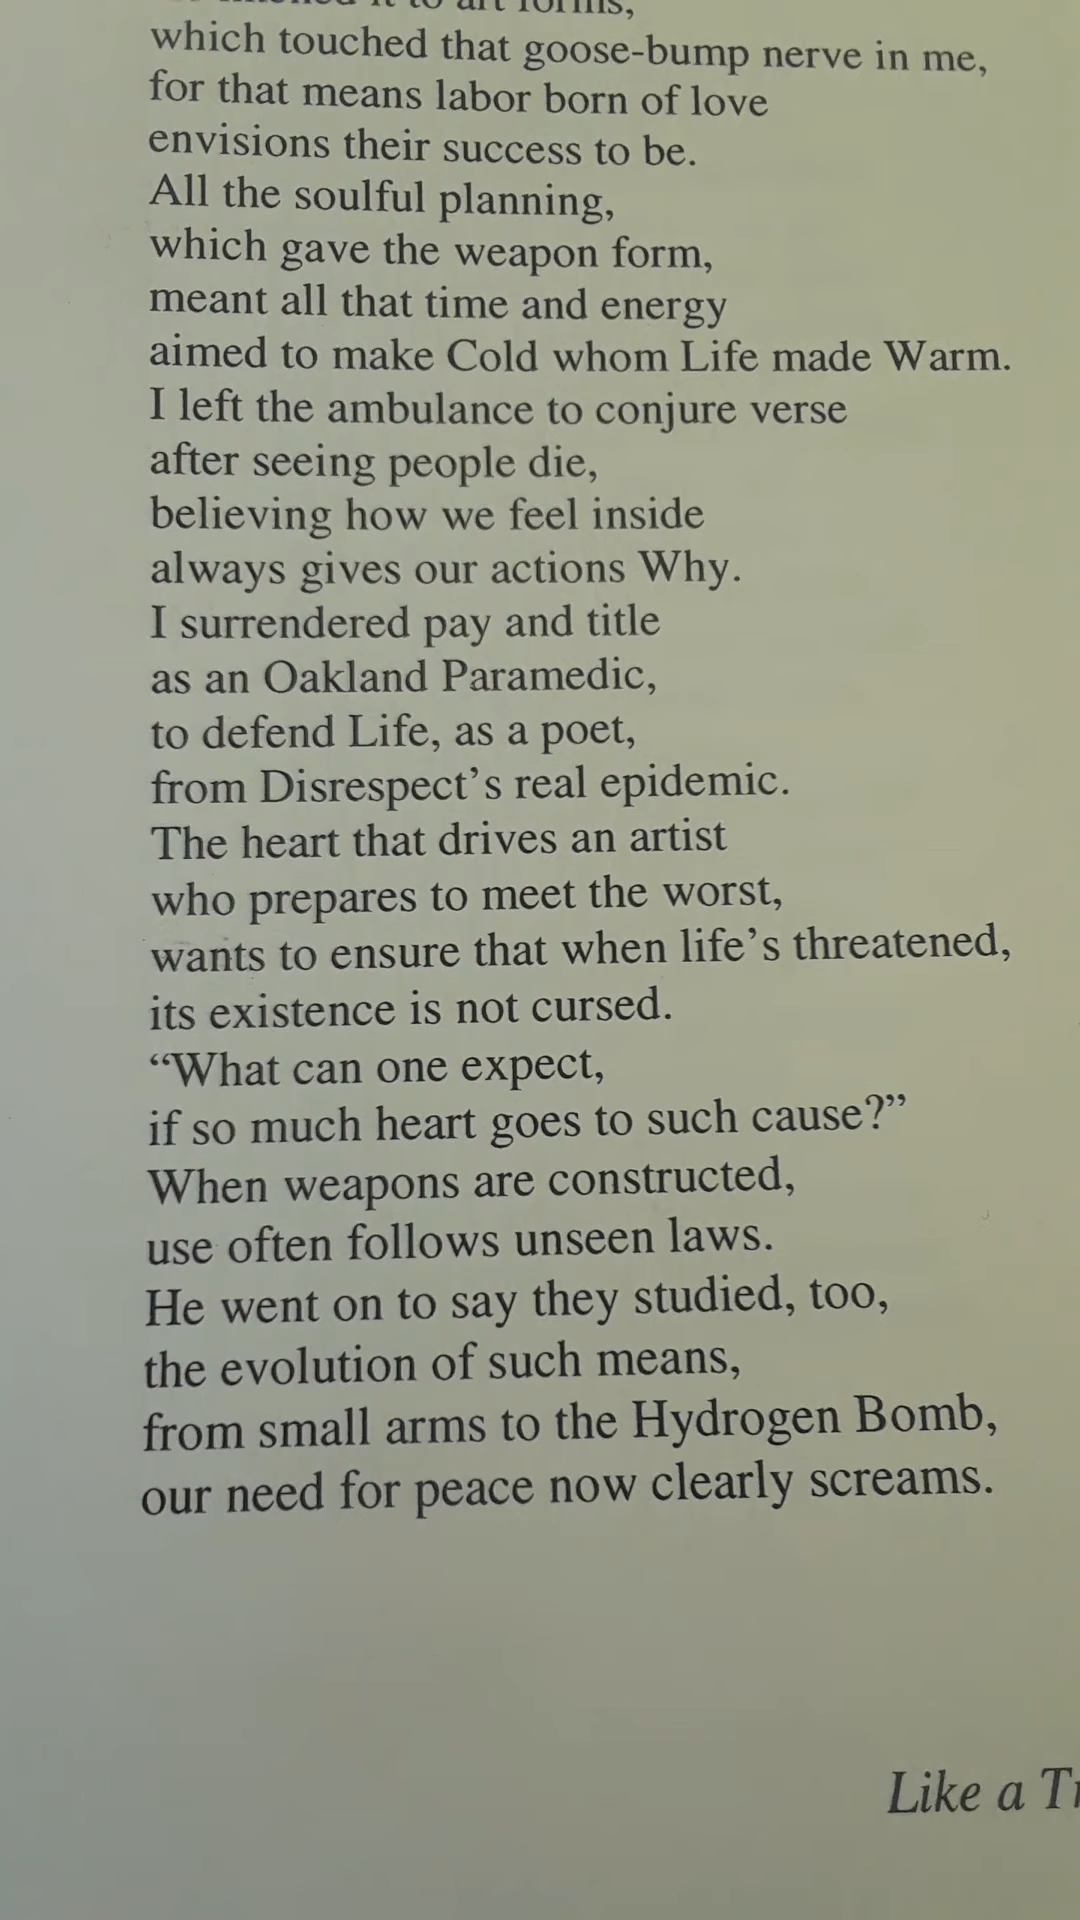 it to art forms,
which touched that goose-bump nerve in me,
for that means labor born of love
envisions their success to be.
All the soulful planning,
which gave the weapon form,
meant all that time and energy
aimed to make Cold whom Life made Warm.
I left the ambulance to conjure verse
after seeing people die,
believing how we feel inside
always gives our actions Why.
I surrendered pay and title
as an Oakland Paramedic,
to defend Life, as a poet,
from Disrespect’s real epidemic.
The heart that drives an artist
who prepares to meet the worst,
wants to ensure that when life’s threatened,
its existence is not cursed.
“What can one expect,
if so much heart goes to such cause?”
When weapons are constructed,
use often follows unseen laws.
He went on to say they studied, too,
the evolution of such means,
from small arms to the Hydrogen Bomb,
our need for peace now clearly screams.
Like a